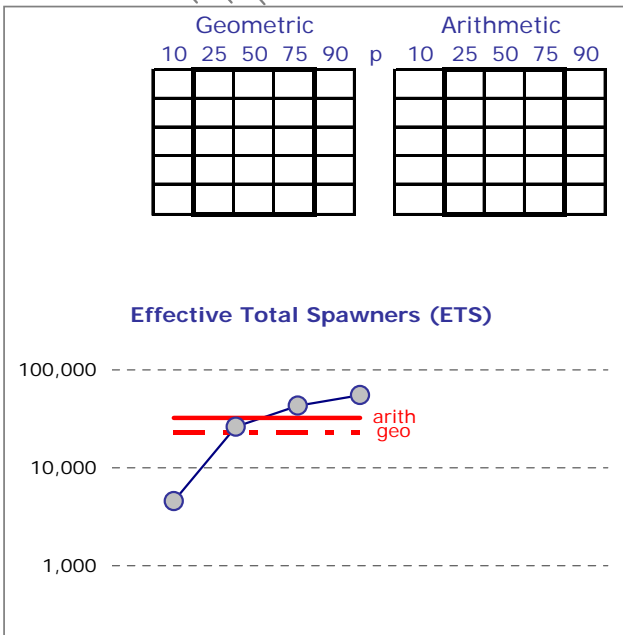 Geometric Arithmetic
10 25 50 75 90 p 10 25 50 75 90
Effective Total Spawners (ETS)
100,000
arith
geo
10,000
1,000